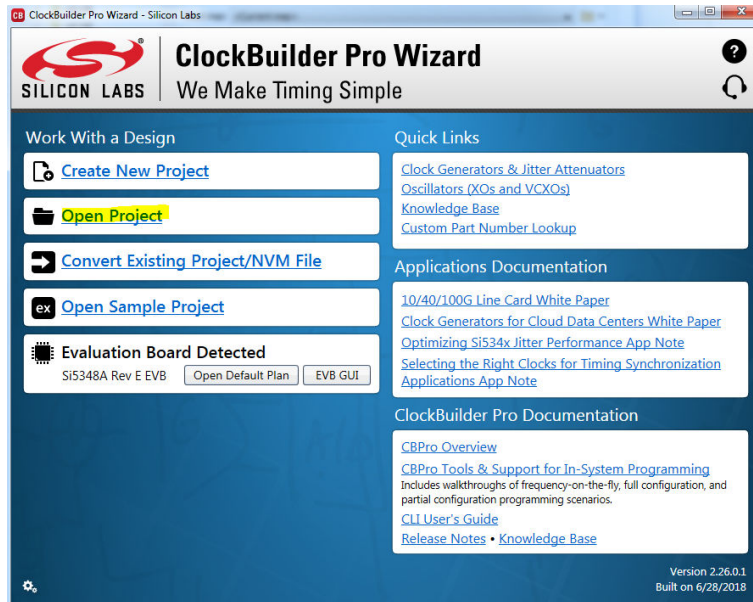 CB ClockBuilder Pro Wizard - Silicon Labs
SILICON LABS
ClockBuilder Pro Wizard
We Make Timing Simple
?
Work With a Design
Create New Project
Open Project
Convert Existing Project/NVM File
ex Open Sample Project
Evaluation Board Detected
Si5348A Rev E EVB Open Default Plan EVB GUI
Quick Links
Clock Generators & Jitter Attenuators
Oscillators (XOs and VCXOs)
Knowledge Base
Custom Part Number Lookup
Applications Documentation
10/40/100G Line Card White Paper
Clock Generators for Cloud Data Centers White Paper
Optimizing Si534x Jitter Performance App Note
Selecting the Right Clocks for Timing Synchronization
Applications App Note
ClockBuilder Pro Documentation
CBPro Overview
CBPro Tools & Support for In-System Programming
Includes walkthroughs of frequency-on-the-fly, full configuration, and
partial configuration programming scenarios.
CLI User's Guide
Release Notes • Knowledge Base
Version 2.26.0.1
Built on 6/28/2018